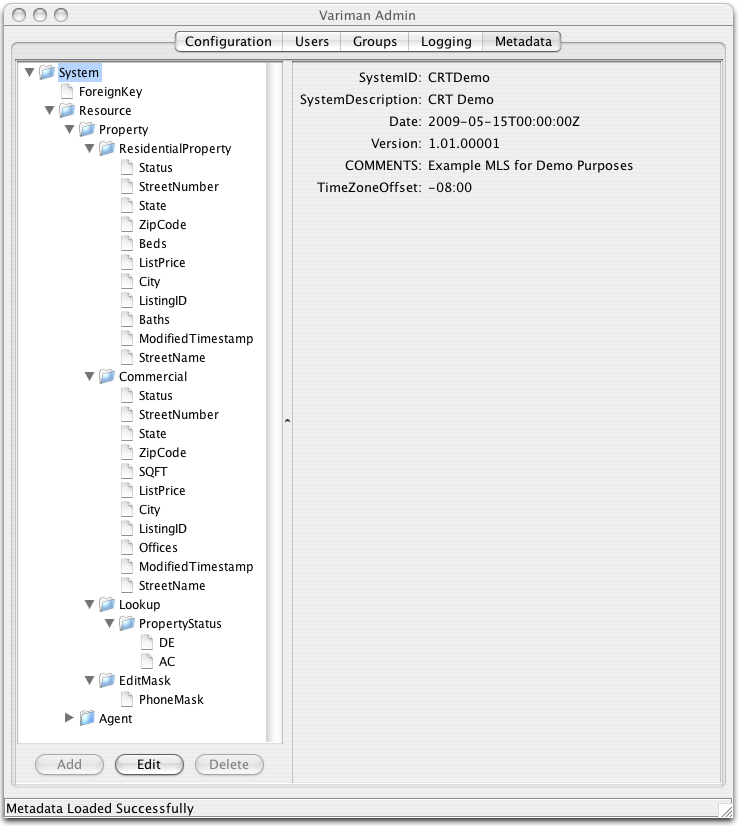 Variman Admin
Configuration Users Groups Logging Metadata
System
ForeignKey
Resource
Property
ResidentialProperty
Status
StreetNumber
State
ZipCode
Beds
ListPrice
City
ListingID
Baths
ModifiedTimestamp
StreetName
Commercial
Status
StreetNumber
State
ZipCode
SQFT
ListPrice
City
ListingID
Offices
ModifiedTimestamp
StreetName
Lookup
PropertyStatus
DE
AC
EditMask
PhoneMask
Agent
Add Edit Delete
SystemID: CRTDemo
SystemDescription: CRT Demo
Date: 2009-05-15T00:00:00Z
Version: 1.01.00001
COMMENTS: Example MLS for Demo Purposes
TimeZoneOffset: -08:00
Metadata Loaded Successfully